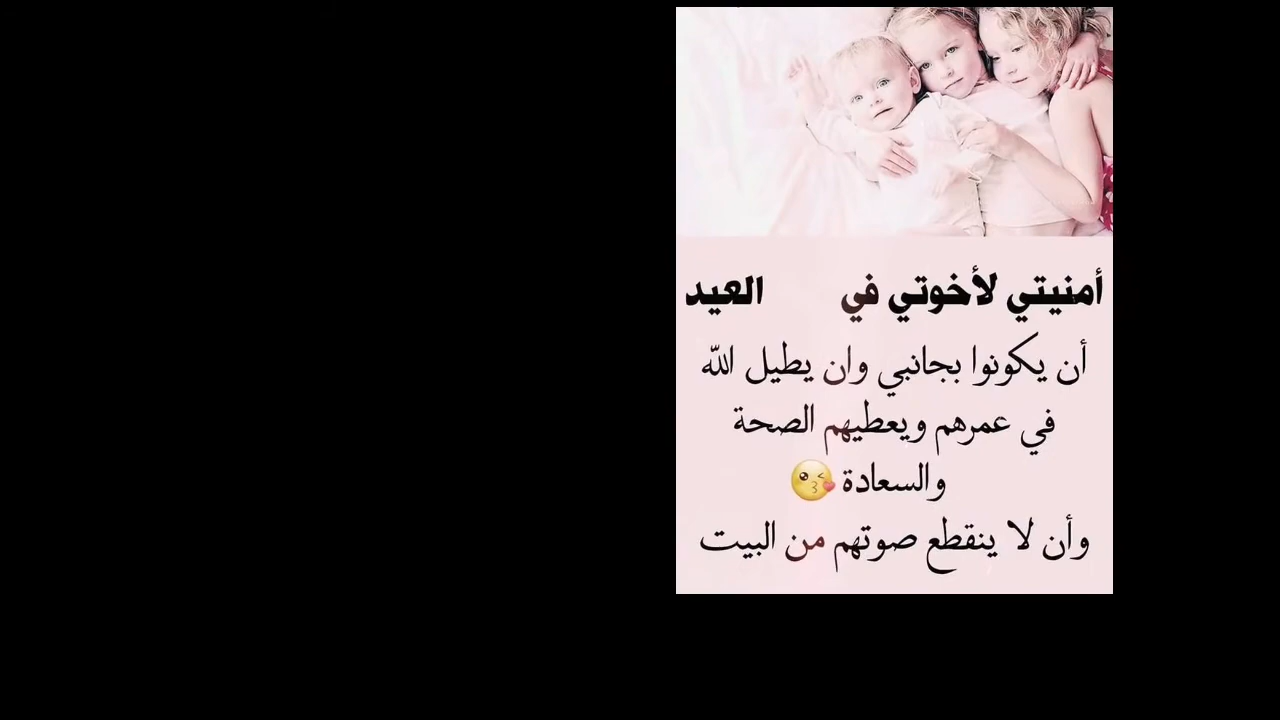 أمنيتي لأخوتي في العيد
أن يكونوا بجانبي وان يطيل الله
في عمرهم ويعطيهم الصحة
والسعادة 😘
وأن لا ينقطع صوتهم من البيت